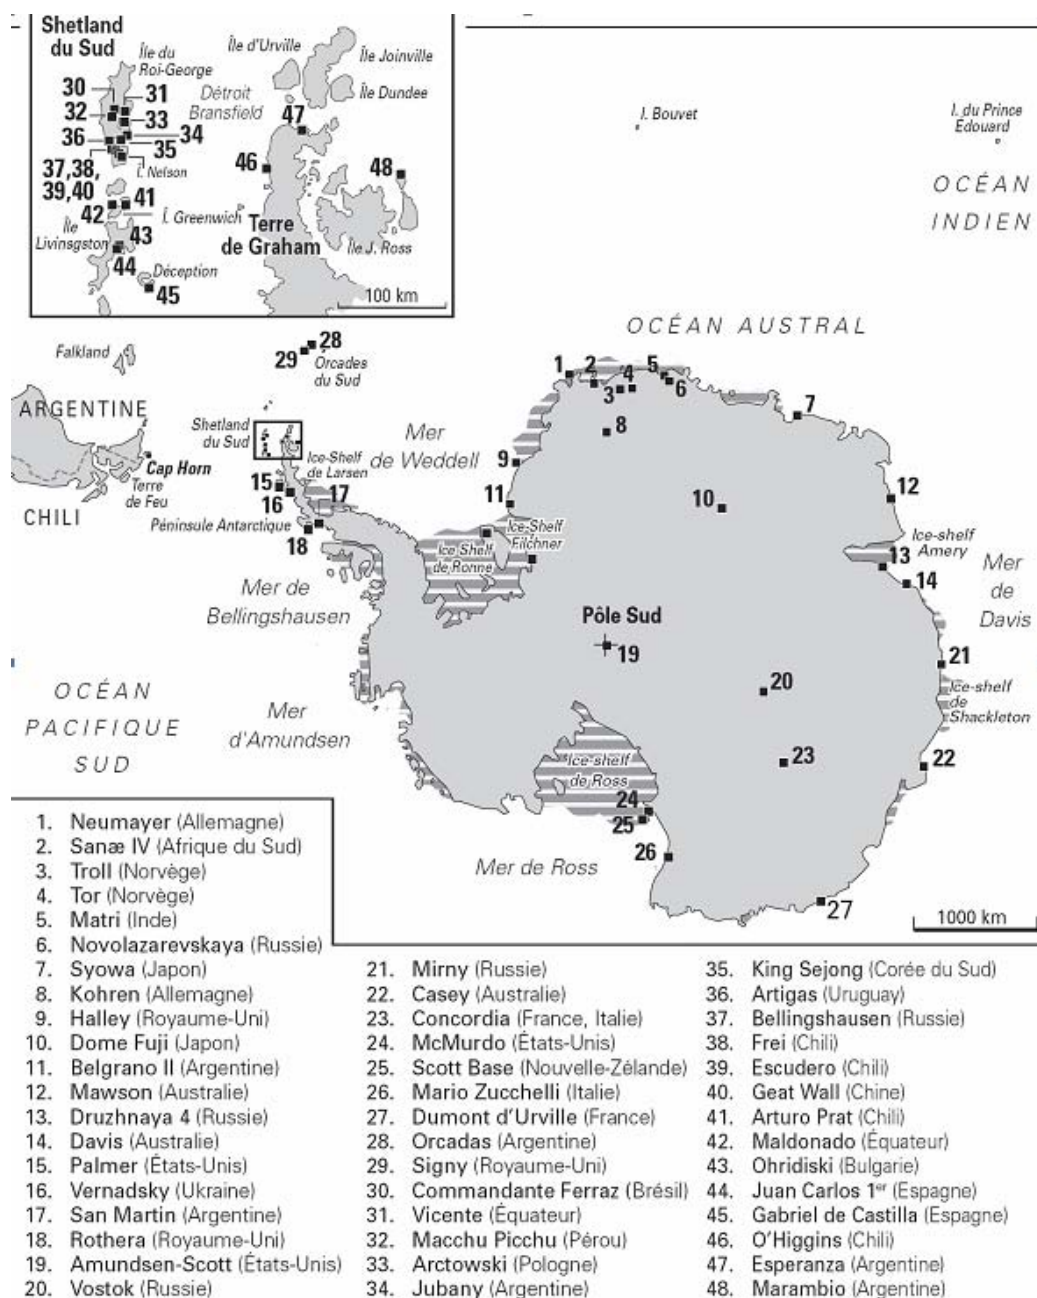 Shetland
du Sud
Île du
Roi-George
30
31
32
33
34
36
35
Î. Nelson
37,38,
39,40
41
42
Î. Greenwich
Île
Livinsgston
43
44
Déception
45
Détroit
Bransfield
Île d'Urville
Île Joinville
Île Dundee
47
46
48
Terre
de Graham
Île J. Ross
100 km
I. Bouvet
I. du Prince
Edouard
OCÉAN
INDIEN
OCÉAN AUSTRAL
Falkland
28
29
Orcades
du Sud
ARGENTINE
Shetland
du Sud
Cap Horn
Terre
de Feu
CHILI
Mer
de Weddell
Ice-Shelf
de Larsen
15
16
17
Péninsule Antarctique
18
1
2
3
4
5
6
7
8
9
10
11
12
Ice-Shelf
Filchner
Ice Shelf
de Ronne
Ice-shelf
Amery
13
14
Mer
de
Davis
Mer de
Bellingshausen
Pôle Sud
19
20
21
Ice-shelf
de
Shackleton
OCÉAN
PACIFIQUE
SUD
Mer
d'Amundsen
22
23
Ice-shelf
de Ross
24
25
26
Mer de Ross
27
1000 km
1. Neumayer (Allemagne)
2. Sanæ IV (Afrique du Sud)
3. Troll (Norvège)
4. Tor (Norvège)
5. Matri (Inde)
6. Novolazarevskaya (Russie)
7. Syowa (Japon)
8. Kohren (Allemagne)
9. Halley (Royaume-Uni)
10. Dome Fuji (Japon)
11. Belgrano II (Argentine)
12. Mawson (Australie)
13. Druzhnaya 4 (Russie)
14. Davis (Australie)
15. Palmer (États-Unis)
16. Vernadsky (Ukraine)
17. San Martin (Argentine)
18. Rothera (Royaume-Uni)
19. Amundsen-Scott (États-Unis)
20. Vostok (Russie)
21. Mirny (Russie)
22. Casey (Australie)
23. Concordia (France, Italie)
24. McMurdo (États-Unis)
25. Scott Base (Nouvelle-Zélande)
26. Mario Zucchelli (Italie)
27. Dumont d'Urville (France)
28. Orcadas (Argentine)
29. Signy (Royaume-Uni)
30. Commandante Ferraz (Brésil)
31. Vicente (Équateur)
32. Macchu Picchu (Pérou)
33. Arctowski (Pologne)
34. Jubany (Argentine)
35. King Sejong (Corée du Sud)
36. Artigas (Uruguay)
37. Bellingshausen (Russie)
38. Frei (Chili)
39. Escudero (Chili)
40. Geat Wall (Chine)
41. Arturo Prat (Chili)
42. Maldonado (Équateur)
43. Ohridiski (Bulgarie)
44. Juan Carlos 1er (Espagne)
45. Gabriel de Castilla (Espagne)
46. O'Higgins (Chili)
47. Esperanza (Argentine)
48. Marambio (Argentine)